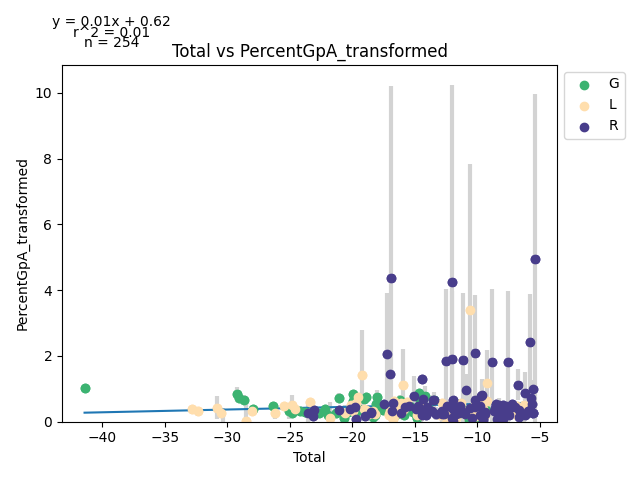 y = 0.01x + 0.62
r^2 = 0.01
n = 254
Total vs PercentGpA_transformed
G
L
R
10
8
6
4
2
0
PercentGpA_transformed
−40
−35
−30
−25
−20
−15
−10
−5
Total